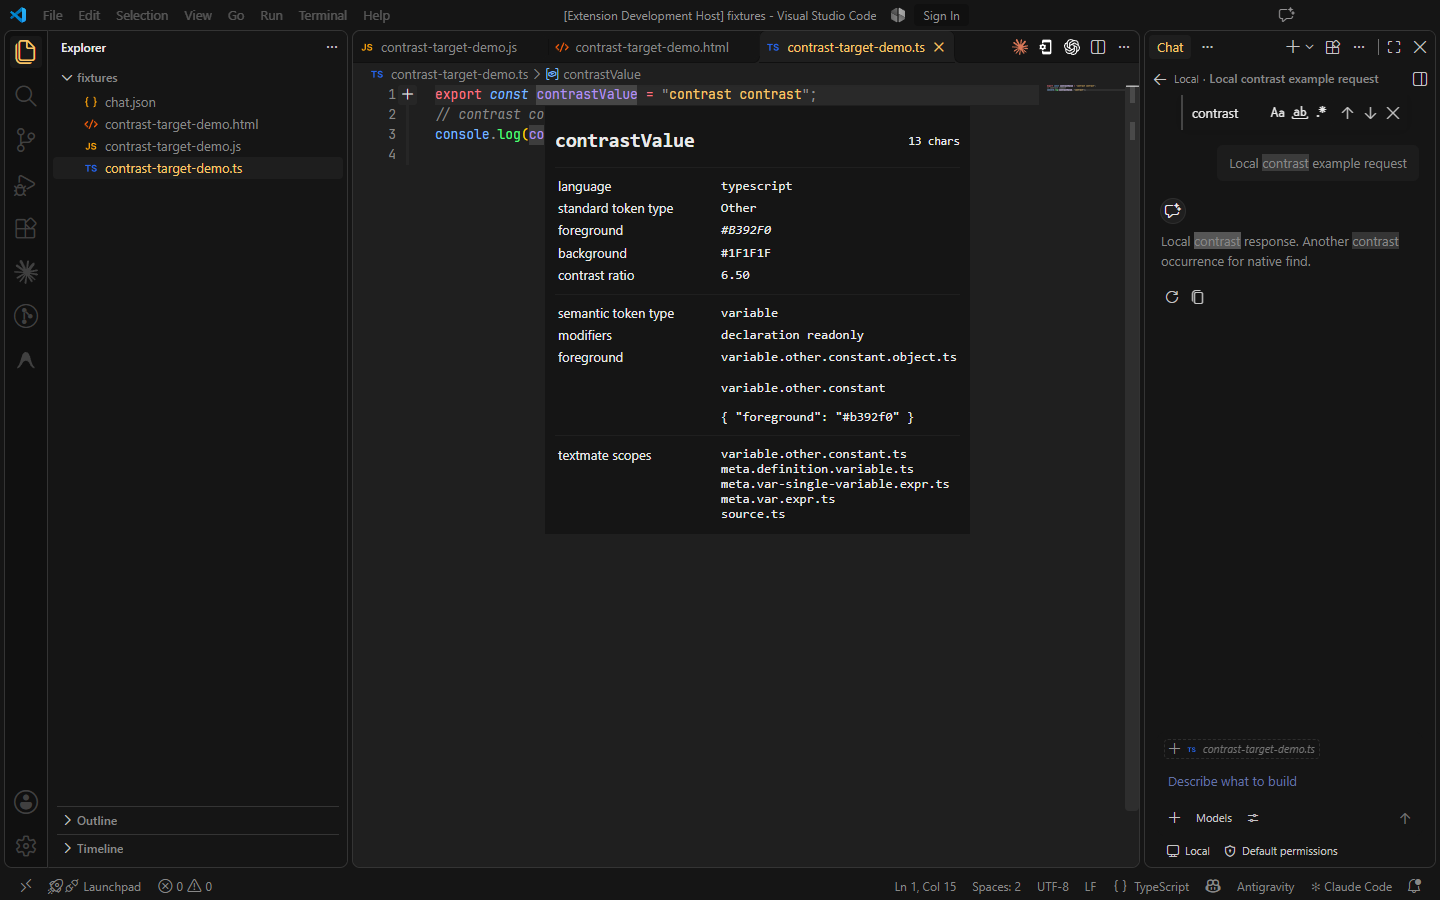 File Edit Selection View Go Run Terminal Help
[Extension Development Host] fixtures - Visual Studio Code
Sign In
Explorer
fixtures
{ } chat.json
</> contrast-target-demo.html
JS contrast-target-demo.js
TS contrast-target-demo.ts
Outline
Timeline
JS contrast-target-demo.js
</> contrast-target-demo.html
TS contrast-target-demo.ts
TS contrast-target-demo.ts > contrastValue
1 export const contrastValue = "contrast contrast";
2 // contrast co
3 console.log(co
4
contrastValue 13 chars
language typescript
standard token type Other
foreground #B392F0
background #1F1F1F
contrast ratio 6.50
semantic token type variable
modifiers declaration readonly
foreground variable.other.constant.object.ts
variable.other.constant
{ "foreground": "#b392f0" }
textmate scopes variable.other.constant.ts
meta.definition.variable.ts
meta.var-single-variable.expr.ts
meta.var.expr.ts
source.ts
Chat
Local · Local contrast example request
contrast Aa ab .*
Local contrast example request
Local contrast response. Another contrast
occurrence for native find.
TS contrast-target-demo.ts
Describe what to build
Models
Local Default permissions
Launchpad 0 0
Ln 1, Col 15 Spaces: 2 UTF-8 LF { } TypeScript Antigravity Claude Code